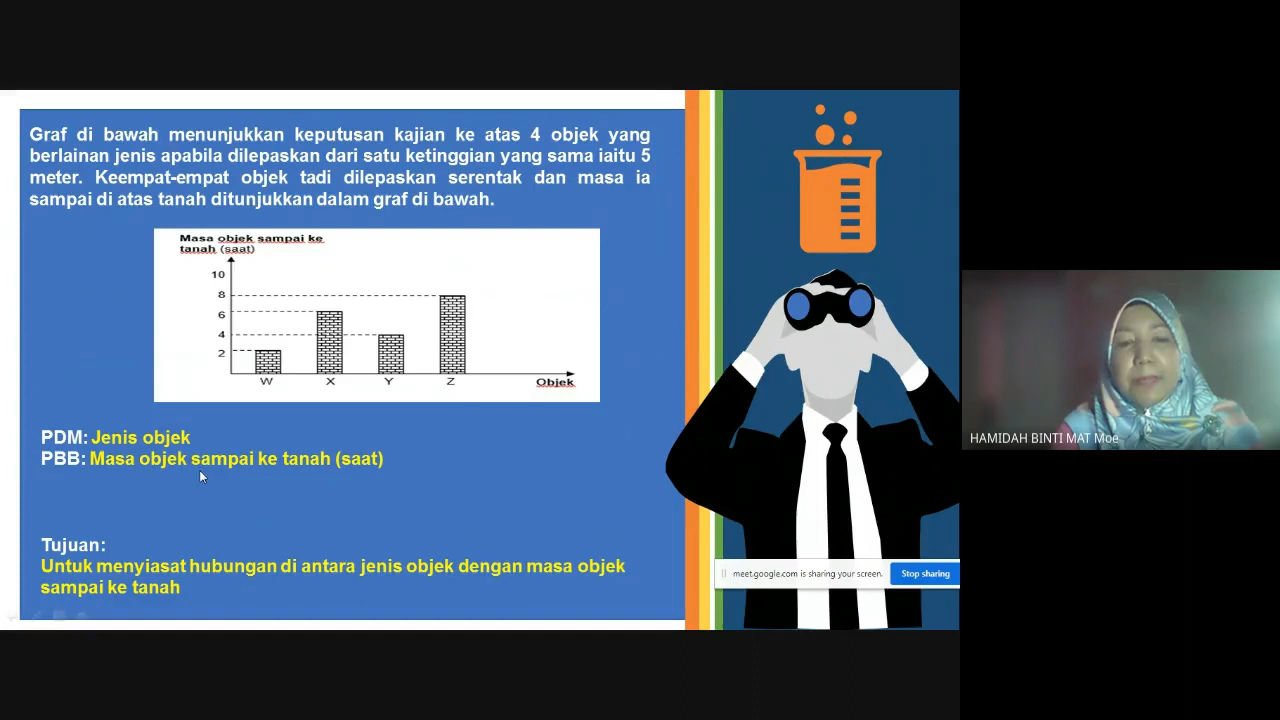 Graf di bawah menunjukkan keputusan kajian ke atas 4 objek yang
berlainan jenis apabila dilepaskan dari satu ketinggian yang sama iaitu 5
meter. Keempat-empat objek tadi dilepaskan serentak dan masa ia
sampai di atas tanah ditunjukkan dalam graf di bawah.
Masa objek sampai ke
tanah (saat)
10
8
6
4
2
W X Y Z Objek
PDM: Jenis objek
PBB: Masa objek sampai ke tanah (saat)
Tujuan:
Untuk menyiasat hubungan di antara jenis objek dengan masa objek
sampai ke tanah
meet.google.com is sharing your screen.
Stop sharing
HAMIDAH BINTI MAT Moe